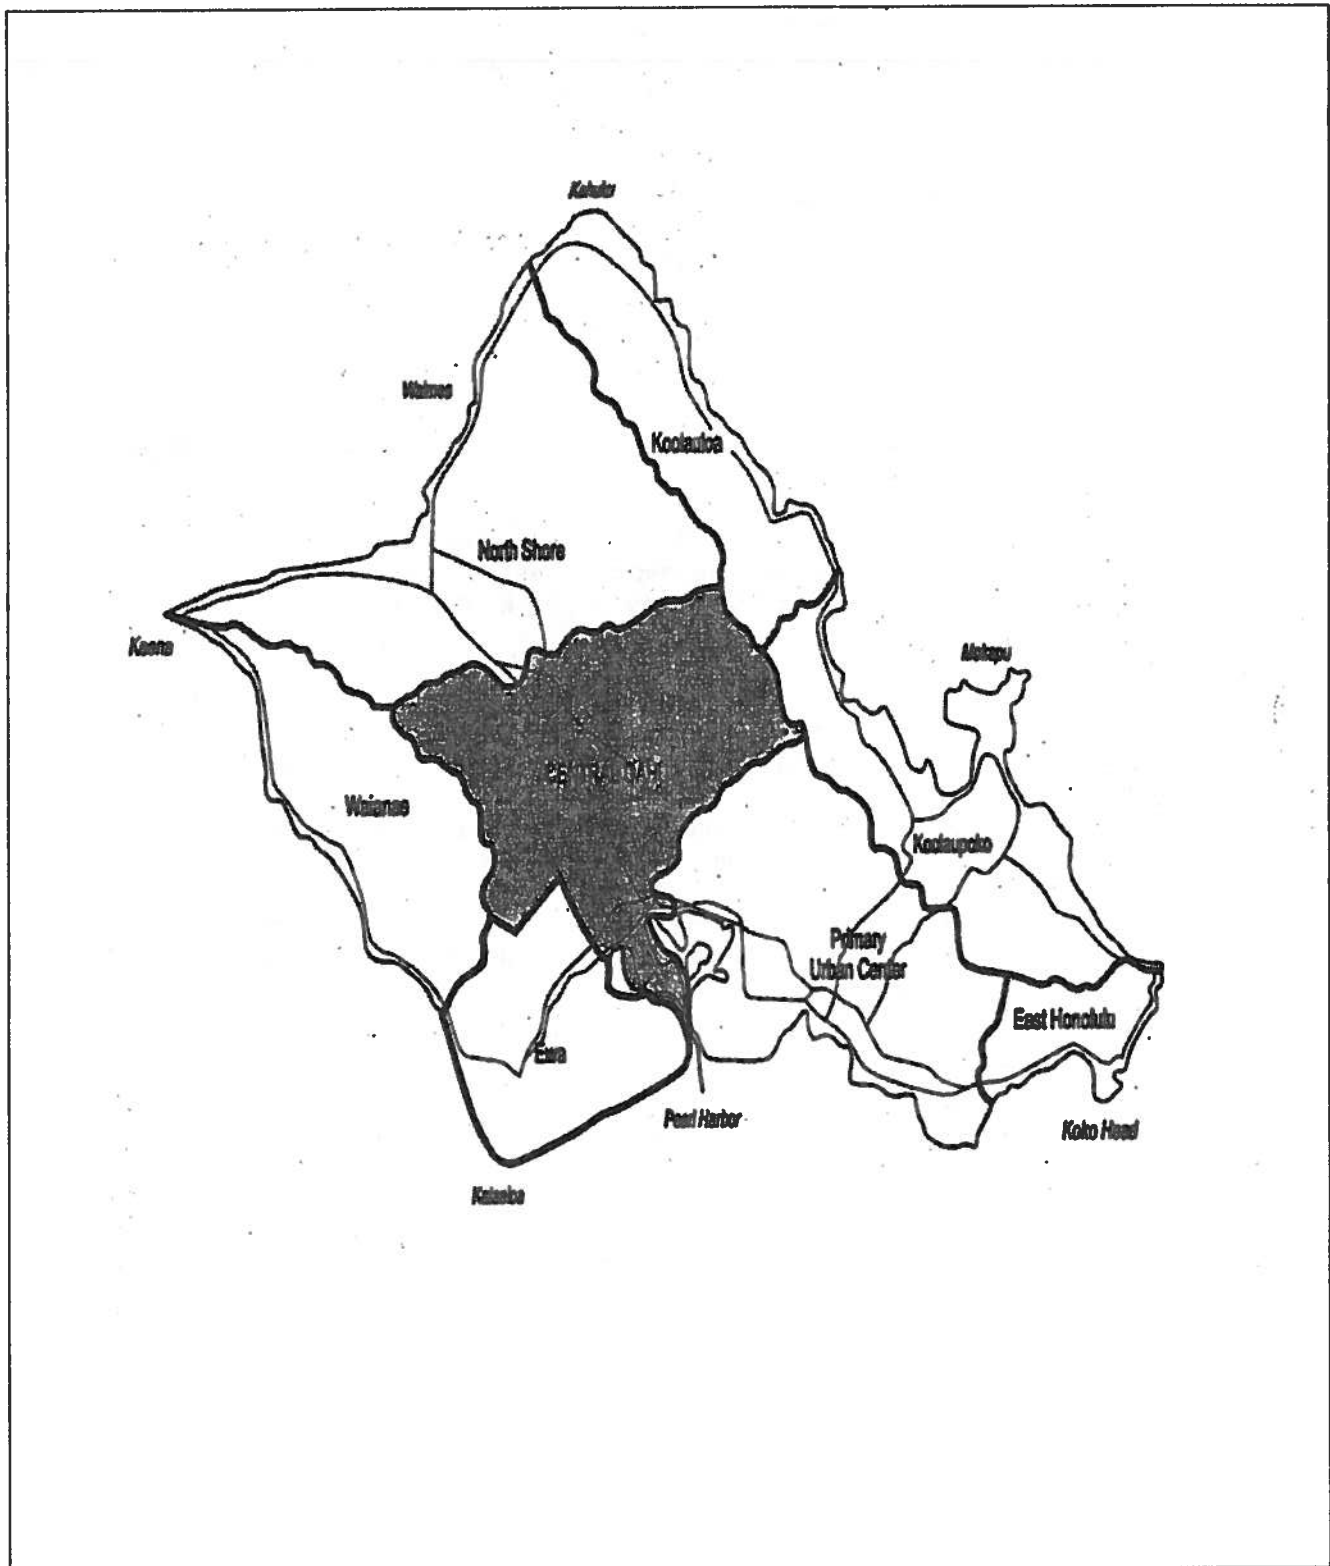 Kahuku
Waimea
Koolauloa
North Shore
Kaena
Mokapu
CENTRAL OAHU
Waianae
Koolaupoko
Primary
Urban Center
East Honolulu
Ewa
Pearl Harbor
Koko Head
Kalaeloa